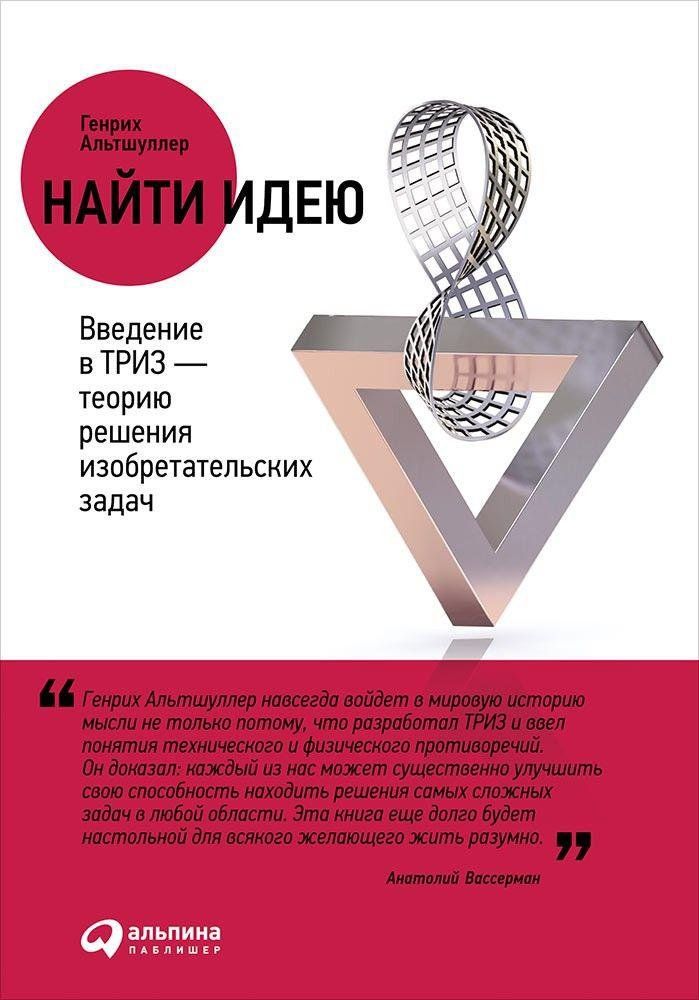 Генрих
Альтшуллер
НАЙТИ ИДЕЮ
Введение
в ТРИЗ —
теорию
решения
изобретательских
задач
“ Генрих Альтшуллер навсегда войдет в мировую историю
мысли не только потому, что разработал ТРИЗ и ввел
понятия технического и физического противоречий.
Он доказал: каждый из нас может существенно улучшить
свою способность находить решения самых сложных
задач в любой области. Эта книга еще долго будет
настольной для всякого желающего жить разумно. ”
Анатолий Вассерман
альпина
ПАБЛИШЕР